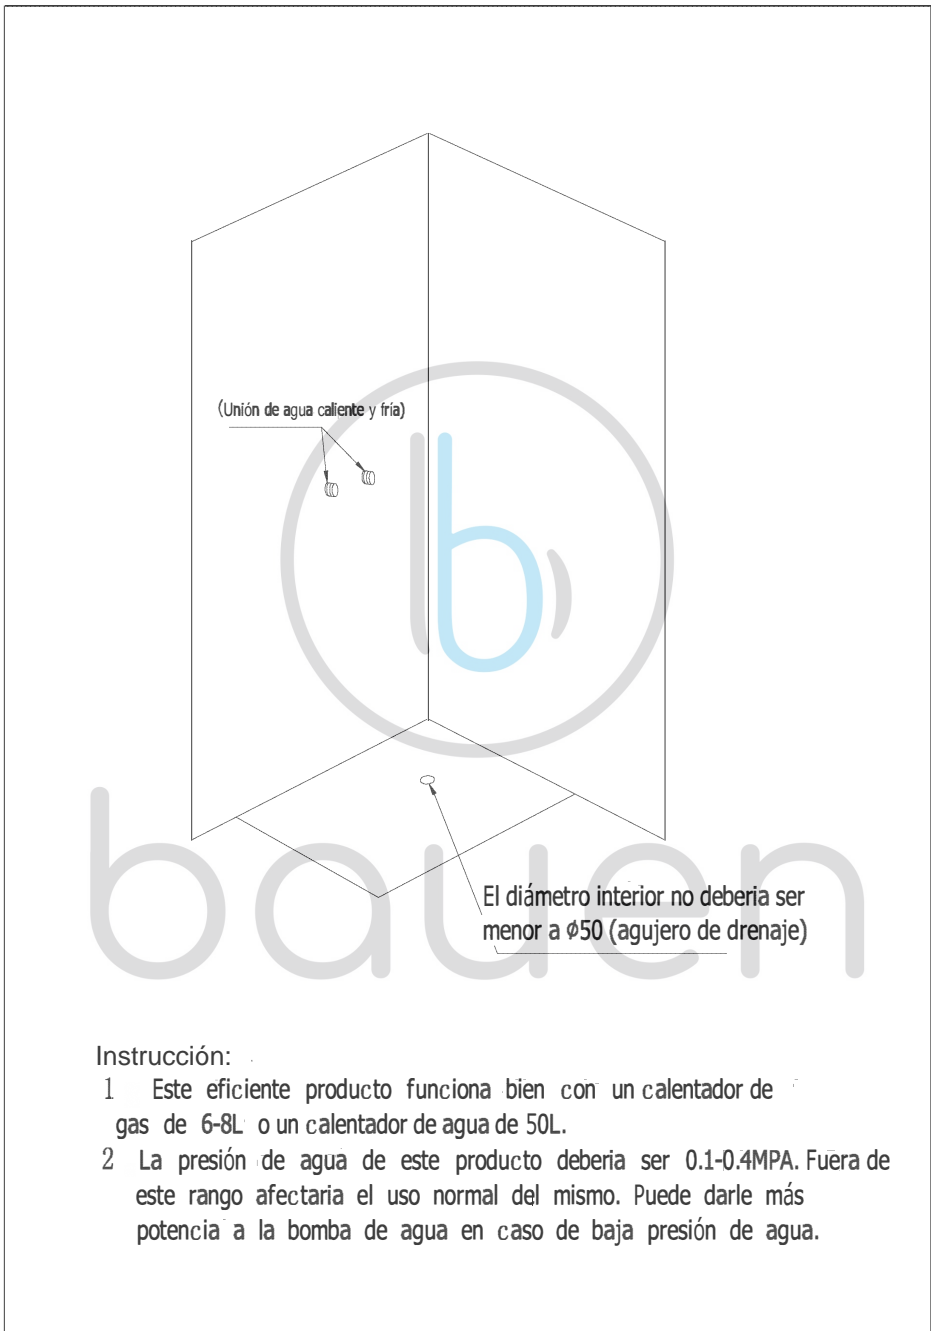 (Unión de agua caliente y fría)
bauen
El diámetro interior no deberia ser
menor a ϕ50 (agujero de drenaje)
Instrucción:
1 Este eficiente producto funciona bien con un calentador de
gas de 6-8L o un calentador de agua de 50L.
2 La presión de agua de este producto deberia ser 0.1-0.4MPA. Fuera de
este rango afectaria el uso normal del mismo. Puede darle más
potencia a la bomba de agua en caso de baja presión de agua.